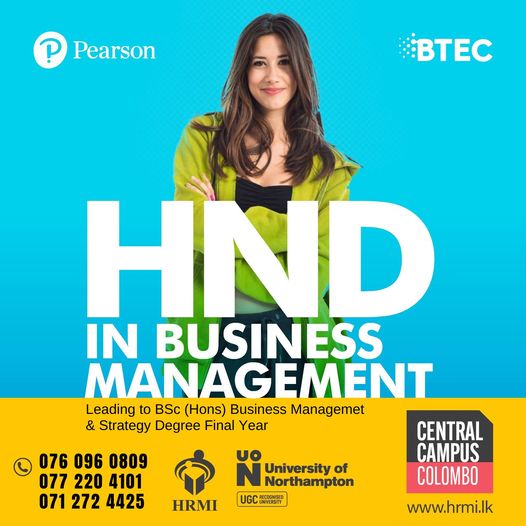 Pearson
BTEC
HND
IN BUSINESS
MANAGEMENT
Leading to BSc (Hons) Business Managemet
& Strategy Degree Final Year
076 096 0809
077 220 4101
071 272 4425
HRMI
UON
University of
Northampton
UGC RECOGNISED
UNIVERSITY
CENTRAL
CAMPUS
COLOMBO
www.hrmi.lk